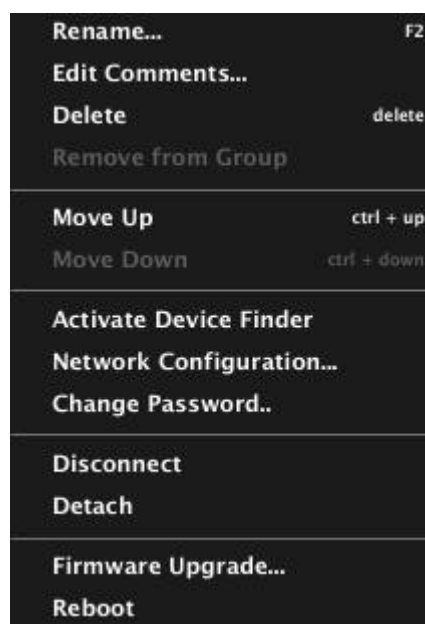 Rename... F2
Edit Comments...
Delete delete
Remove from Group
Move Up ctrl + up
Move Down ctrl + down
Activate Device Finder
Network Configuration...
Change Password..
Disconnect
Detach
Firmware Upgrade...
Reboot